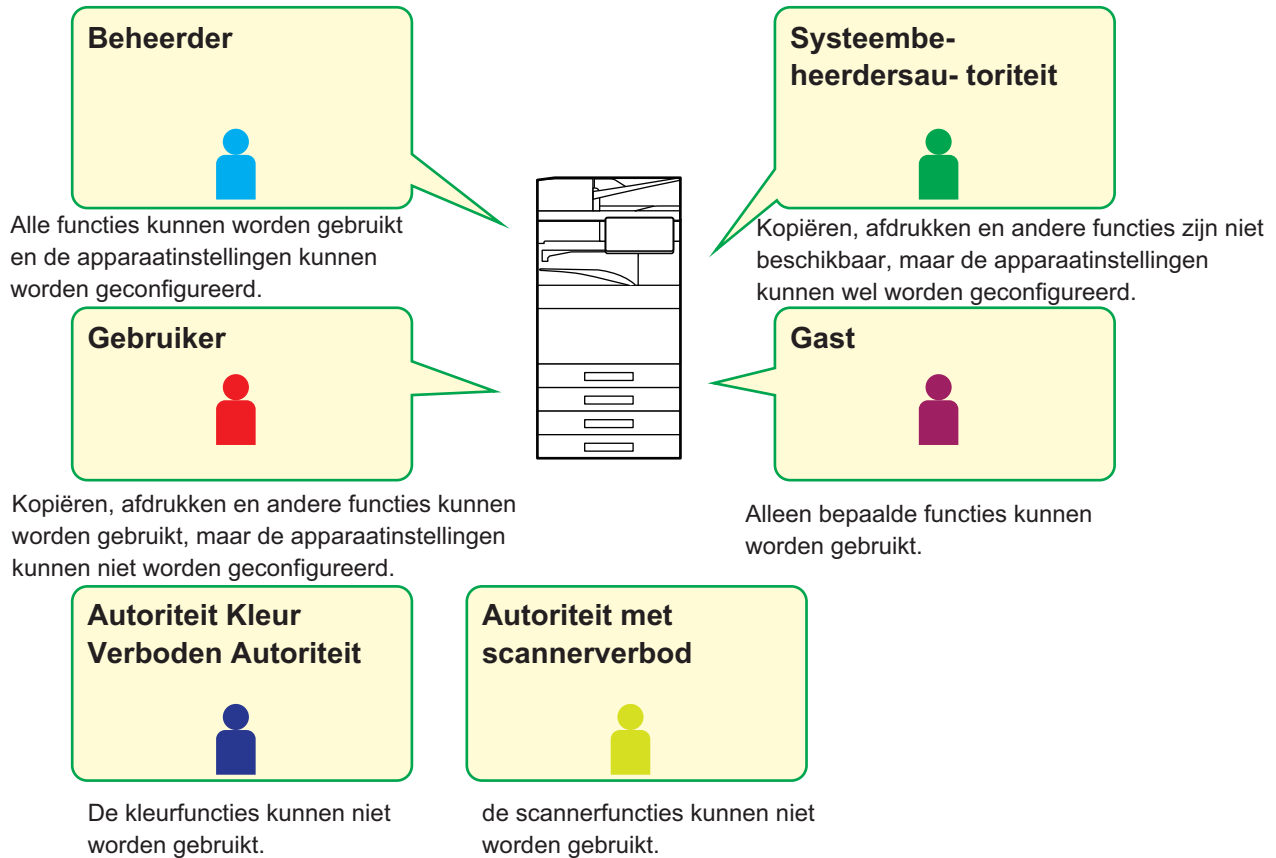 Beheerder
Alle functies kunnen worden gebruikt
en de apparaatinstellingen kunnen
worden geconfigureerd.
Systeembe-
heerdersau- toriteit
Kopiëren, afdrukken en andere functies zijn niet
beschikbaar, maar de apparaatinstellingen
kunnen wel worden geconfigureerd.
Gebruiker
Kopiëren, afdrukken en andere functies kunnen
worden gebruikt, maar de apparaatinstellingen
kunnen niet worden geconfigureerd.
Gast
Alleen bepaalde functies kunnen
worden gebruikt.
Autoriteit Kleur
Verboden Autoriteit
De kleurfuncties kunnen niet
worden gebruikt.
Autoriteit met
scannerverbod
de scannerfuncties kunnen niet
worden gebruikt.